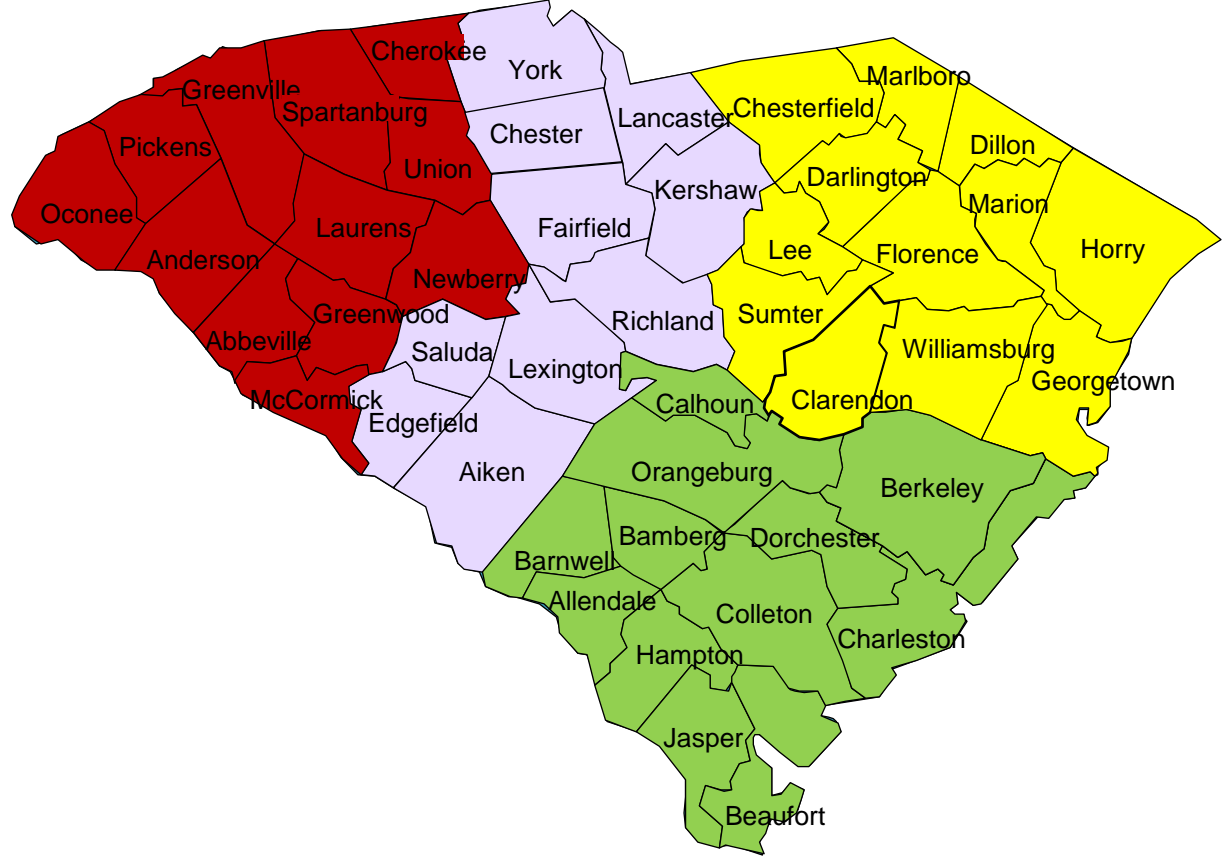 Cherokee
York
Marlboro
Greenville
Spartanburg
Chesterfield
Lancaster
Chester
Pickens
Dillon
Union
Darlington
Kershaw
Marion
Oconee
Laurens
Fairfield
Horry
Lee
Florence
Anderson
Newberry
Greenwood
Sumter
Richland
Abbeville
Saluda
Williamsburg
Lexington
Georgetown
McCormick
Clarendon
Calhoun
Edgefield
Aiken
Orangeburg
Berkeley
Bamberg
Dorchester
Barnwell
Allendale
Colleton
Charleston
Hampton
Jasper
Beaufort